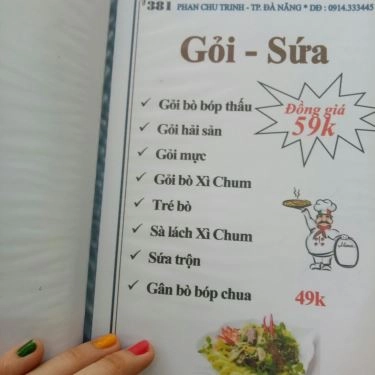 381 PHAN CHU TRINH - TP. ĐÀ NẴNG * DĐ : 0914.333445
Gỏi - Sứa
Gỏi bò bóp thấu
Đồng giá
59k
Gỏi hải sản
Gỏi mực
Gỏi bò Xì Chum
Tré bò
Sà lách Xì Chum
Sứa trộn
Gân bò bóp chua 49k